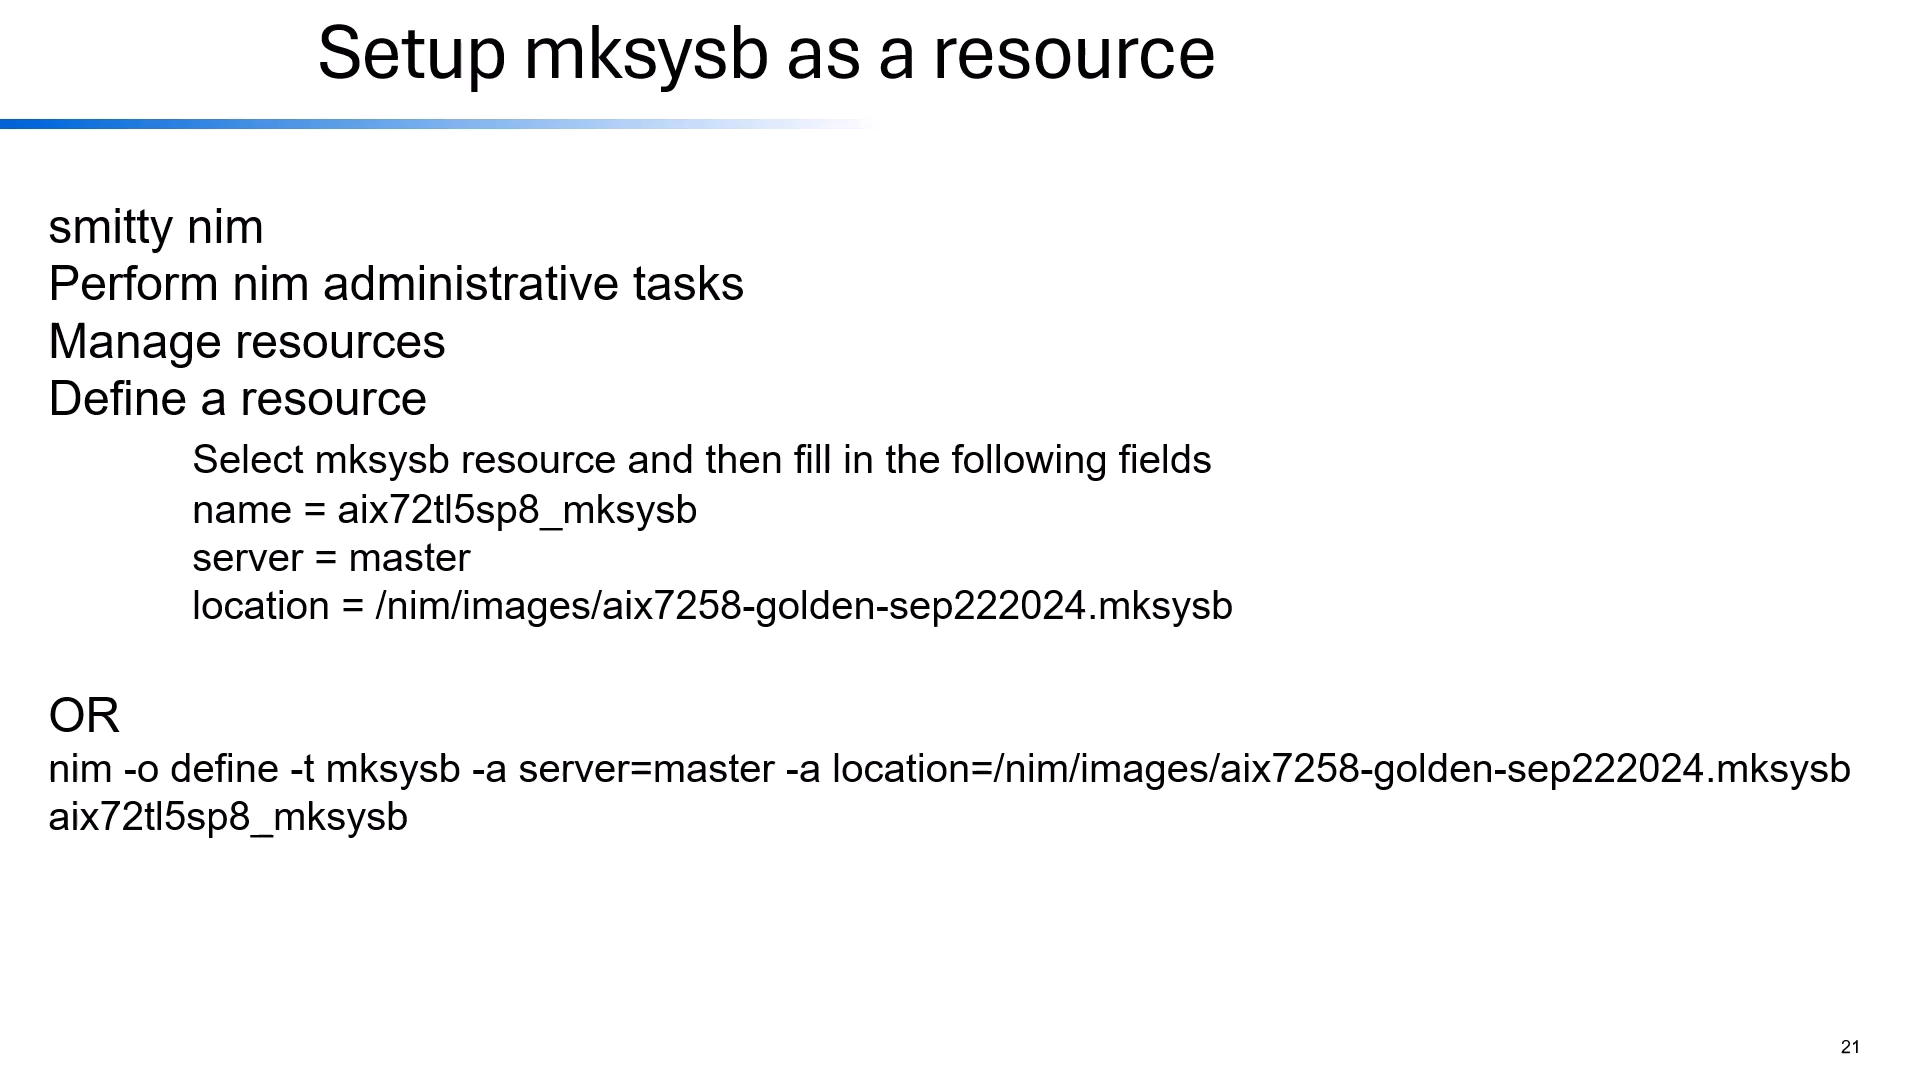 Setup mksysb as a resource
smitty nim
Perform nim administrative tasks
Manage resources
Define a resource
Select mksysb resource and then fill in the following fields
name = aix72tl5sp8_mksysb
server = master
location = /nim/images/aix7258-golden-sep222024.mksysb
OR
nim -o define -t mksysb -a server=master -a location=/nim/images/aix7258-golden-sep222024.mksysb
aix72tl5sp8_mksysb
21